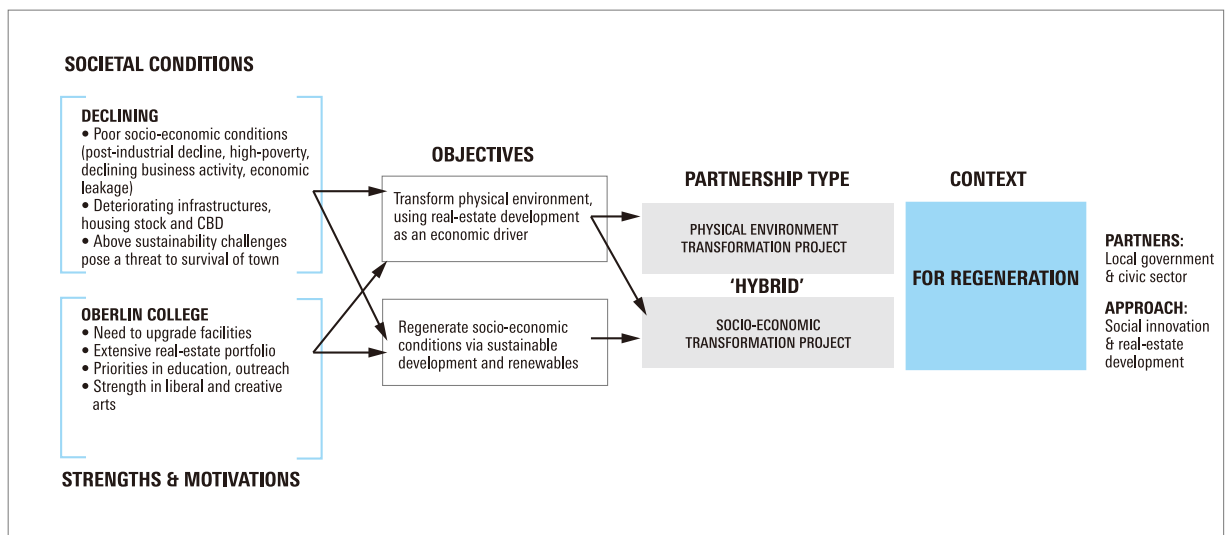 SOCIETAL CONDITIONS
DECLINING
• Poor socio-economic conditions
(post-industrial decline, high-poverty,
declining business activity, economic
leakage)
• Deteriorating infrastructures,
housing stock and CBD
• Above sustainability challenges
pose a threat to survival of town
OBERLIN COLLEGE
• Need to upgrade facilities
• Extensive real-estate portfolio
• Priorities in education, outreach
• Strength in liberal and creative
arts
STRENGTHS & MOTIVATIONS
OBJECTIVES
Transform physical environment,
using real-estate development
as an economic driver
Regenerate socio-economic
conditions via sustainable
development and renewables
PARTNERSHIP TYPE
PHYSICAL ENVIRONMENT
TRANSFORMATION PROJECT
'HYBRID'
SOCIO-ECONOMIC
TRANSFORMATION PROJECT
CONTEXT
FOR REGENERATION
PARTNERS:
Local government
& civic sector
APPROACH:
Social innovation
& real-estate
development